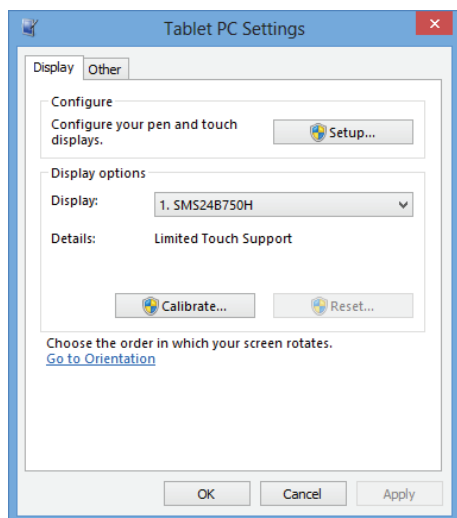 Tablet PC Settings
Display Other
Configure
Configure your pen and touch
displays.
Setup...
Display options
Display: 1. SMS24B750H
Details: Limited Touch Support
Calibrate... Reset...
Choose the order in which your screen rotates.
Go to Orientation
OK Cancel Apply